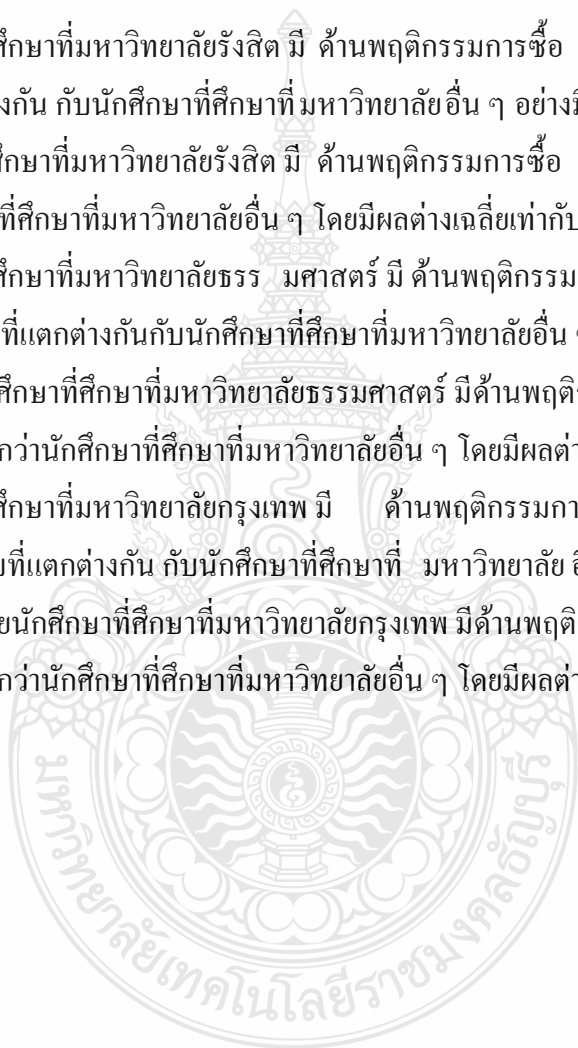 ศึกษาที่มหาวิทยาลัยรังสิต มี ด้านพฤติกรรมการซื้อ
งกัน กับนักศึกษาที่ศึกษาที่ มหาวิทยาลัยอื่น ๆ อย่างมี
ศึกษาที่มหาวิทยาลัยรังสิต มี ด้านพฤติกรรมการซื้อ
ที่ศึกษาที่มหาวิทยาลัยอื่น ๆ โดยมีผลต่างเฉลี่ยเท่ากับ
ศึกษาที่มหาวิทยาลัยธรร มศาสตร์ มี ด้านพฤติกรรม
ที่แตกต่างกันกับนักศึกษาที่ศึกษาที่มหาวิทยาลัยอื่น ๆ
ศึกษาที่ศึกษาที่มหาวิทยาลัยธรรมศาสตร์ มีด้านพฤติ
กว่านักศึกษาที่ศึกษาที่มหาวิทยาลัยอื่น ๆ โดยมีผลต่า
ศึกษาที่มหาวิทยาลัยกรุงเทพ มี ด้านพฤติกรรมกา
ที่แตกต่างกัน กับนักศึกษาที่ศึกษาที่ มหาวิทยาลัย อื
ยนักศึกษาที่ศึกษาที่มหาวิทยาลัยกรุงเทพ มีด้านพฤติ
กว่านักศึกษาที่ศึกษาที่มหาวิทยาลัยอื่น ๆ โดยมีผลต่า
มหาวิทยาลัยเทคโนโลยีราชมงคลธัญบุรี